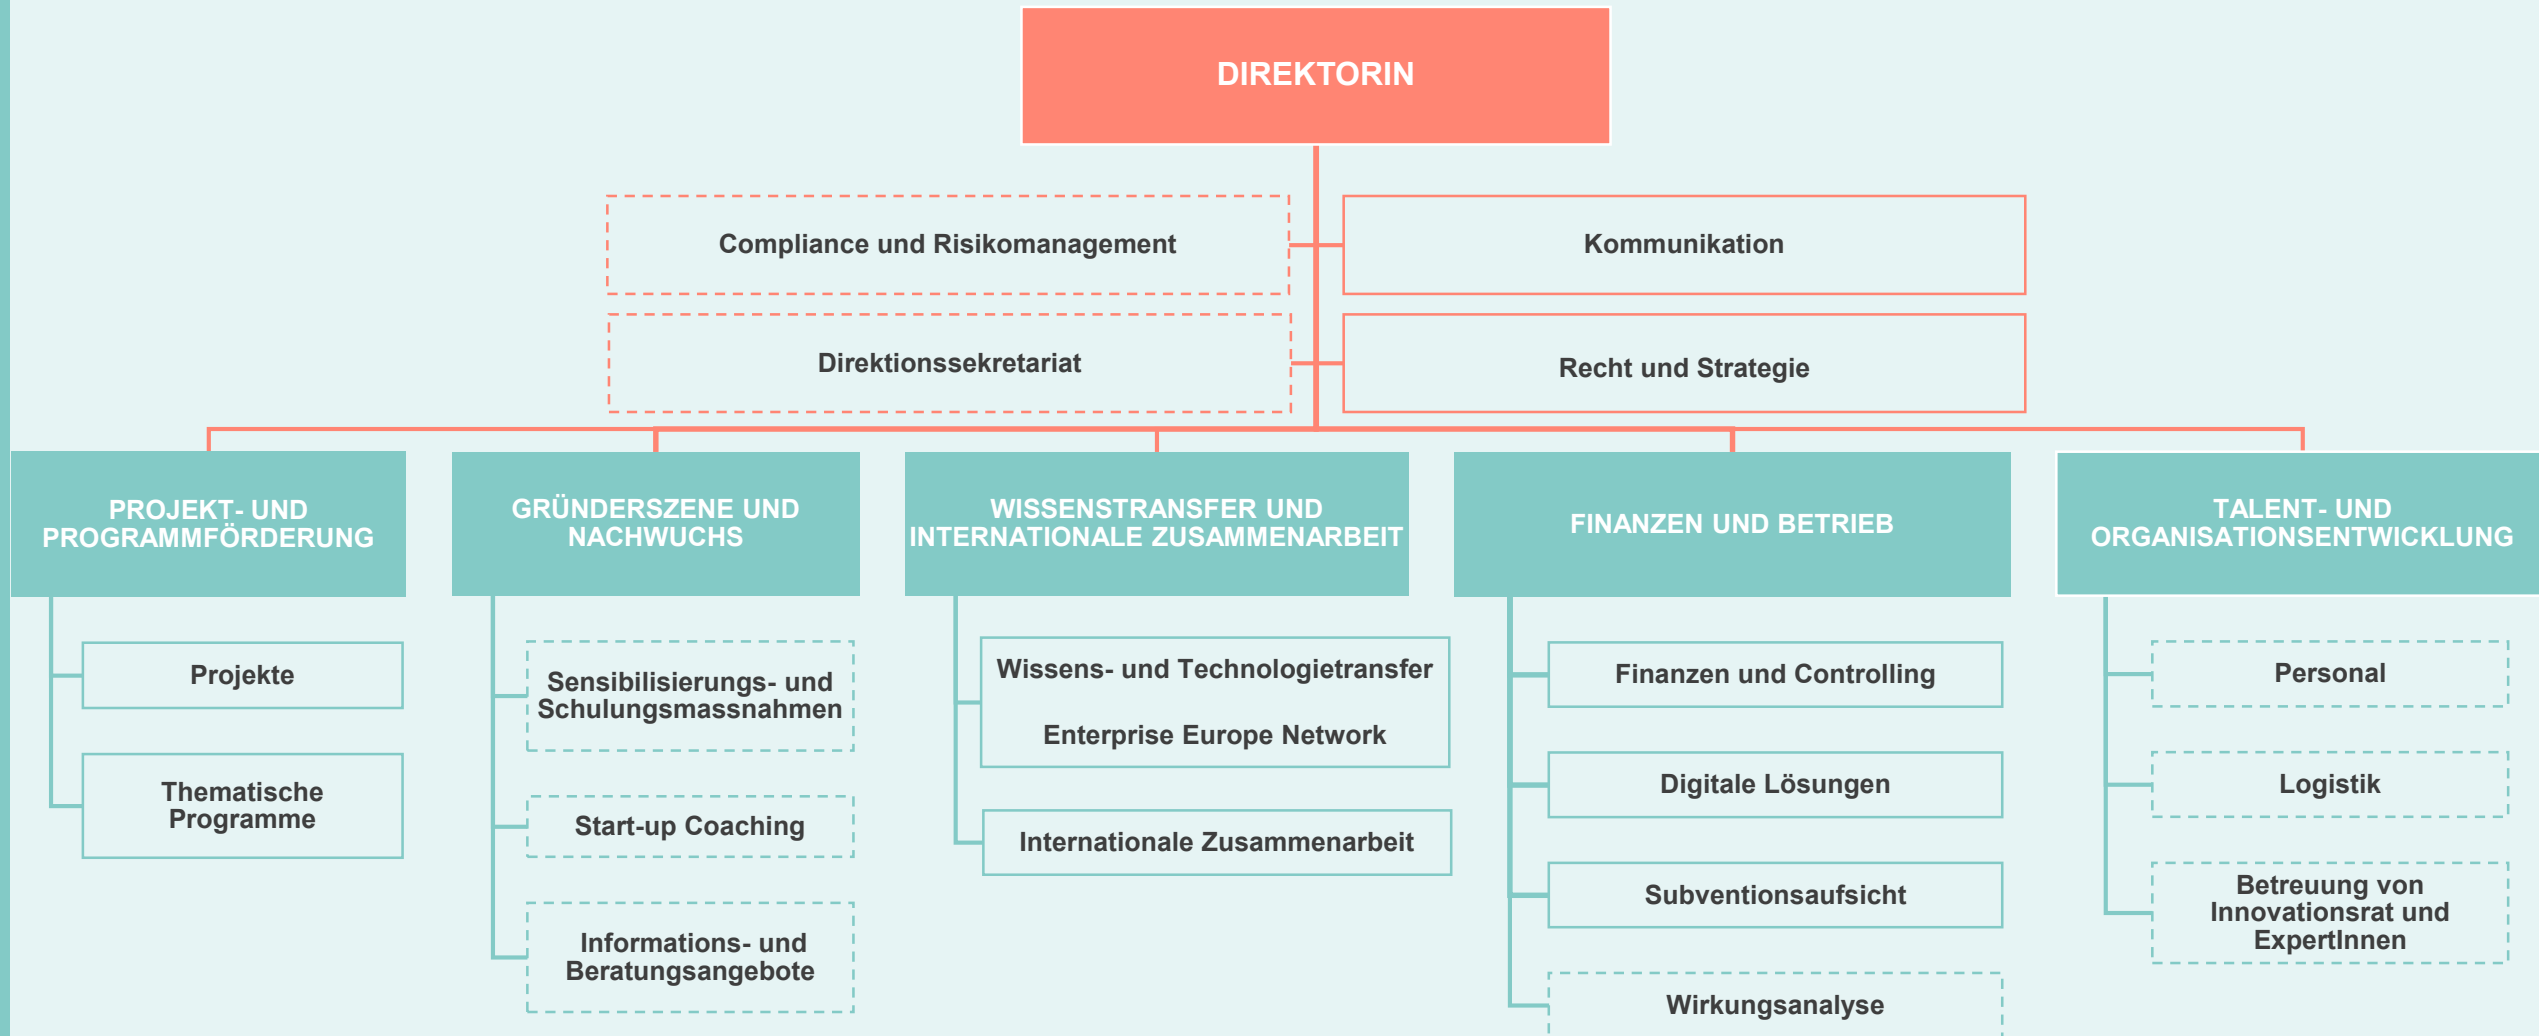 DIREKTORIN
Compliance und Risikomanagement
Kommunikation
Direktionssekretariat
Recht und Strategie
PROJEKT- UND
PROGRAMMFÖRDERUNG
GRÜNDERSZENE UND
NACHWUCHS
WISSENSTRANSFER UND
INTERNATIONALE ZUSAMMENARBEIT
FINANZEN UND BETRIEB
TALENT- UND
ORGANISATIONSENTWICKLUNG
Projekte
Thematische
Programme
Sensibilisierungs- und
Schulungsmassnahmen
Start-up Coaching
Informations- und
Beratungsangebote
Wissens- und Technologietransfer
Enterprise Europe Network
Internationale Zusammenarbeit
Finanzen und Controlling
Digitale Lösungen
Subventionsaufsicht
Wirkungsanalyse
Personal
Logistik
Betreuung von
Innovationsrat und
ExpertInnen